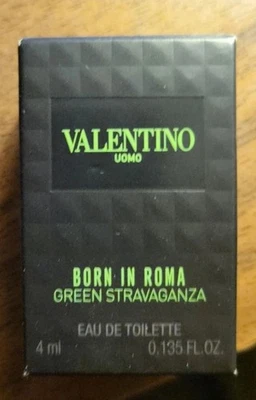 VALENTINO
UOMO
BORN IN ROMA
GREEN STRAVAGANZA
EAU DE TOILETTE
4 ml 0.135 FL.OZ.